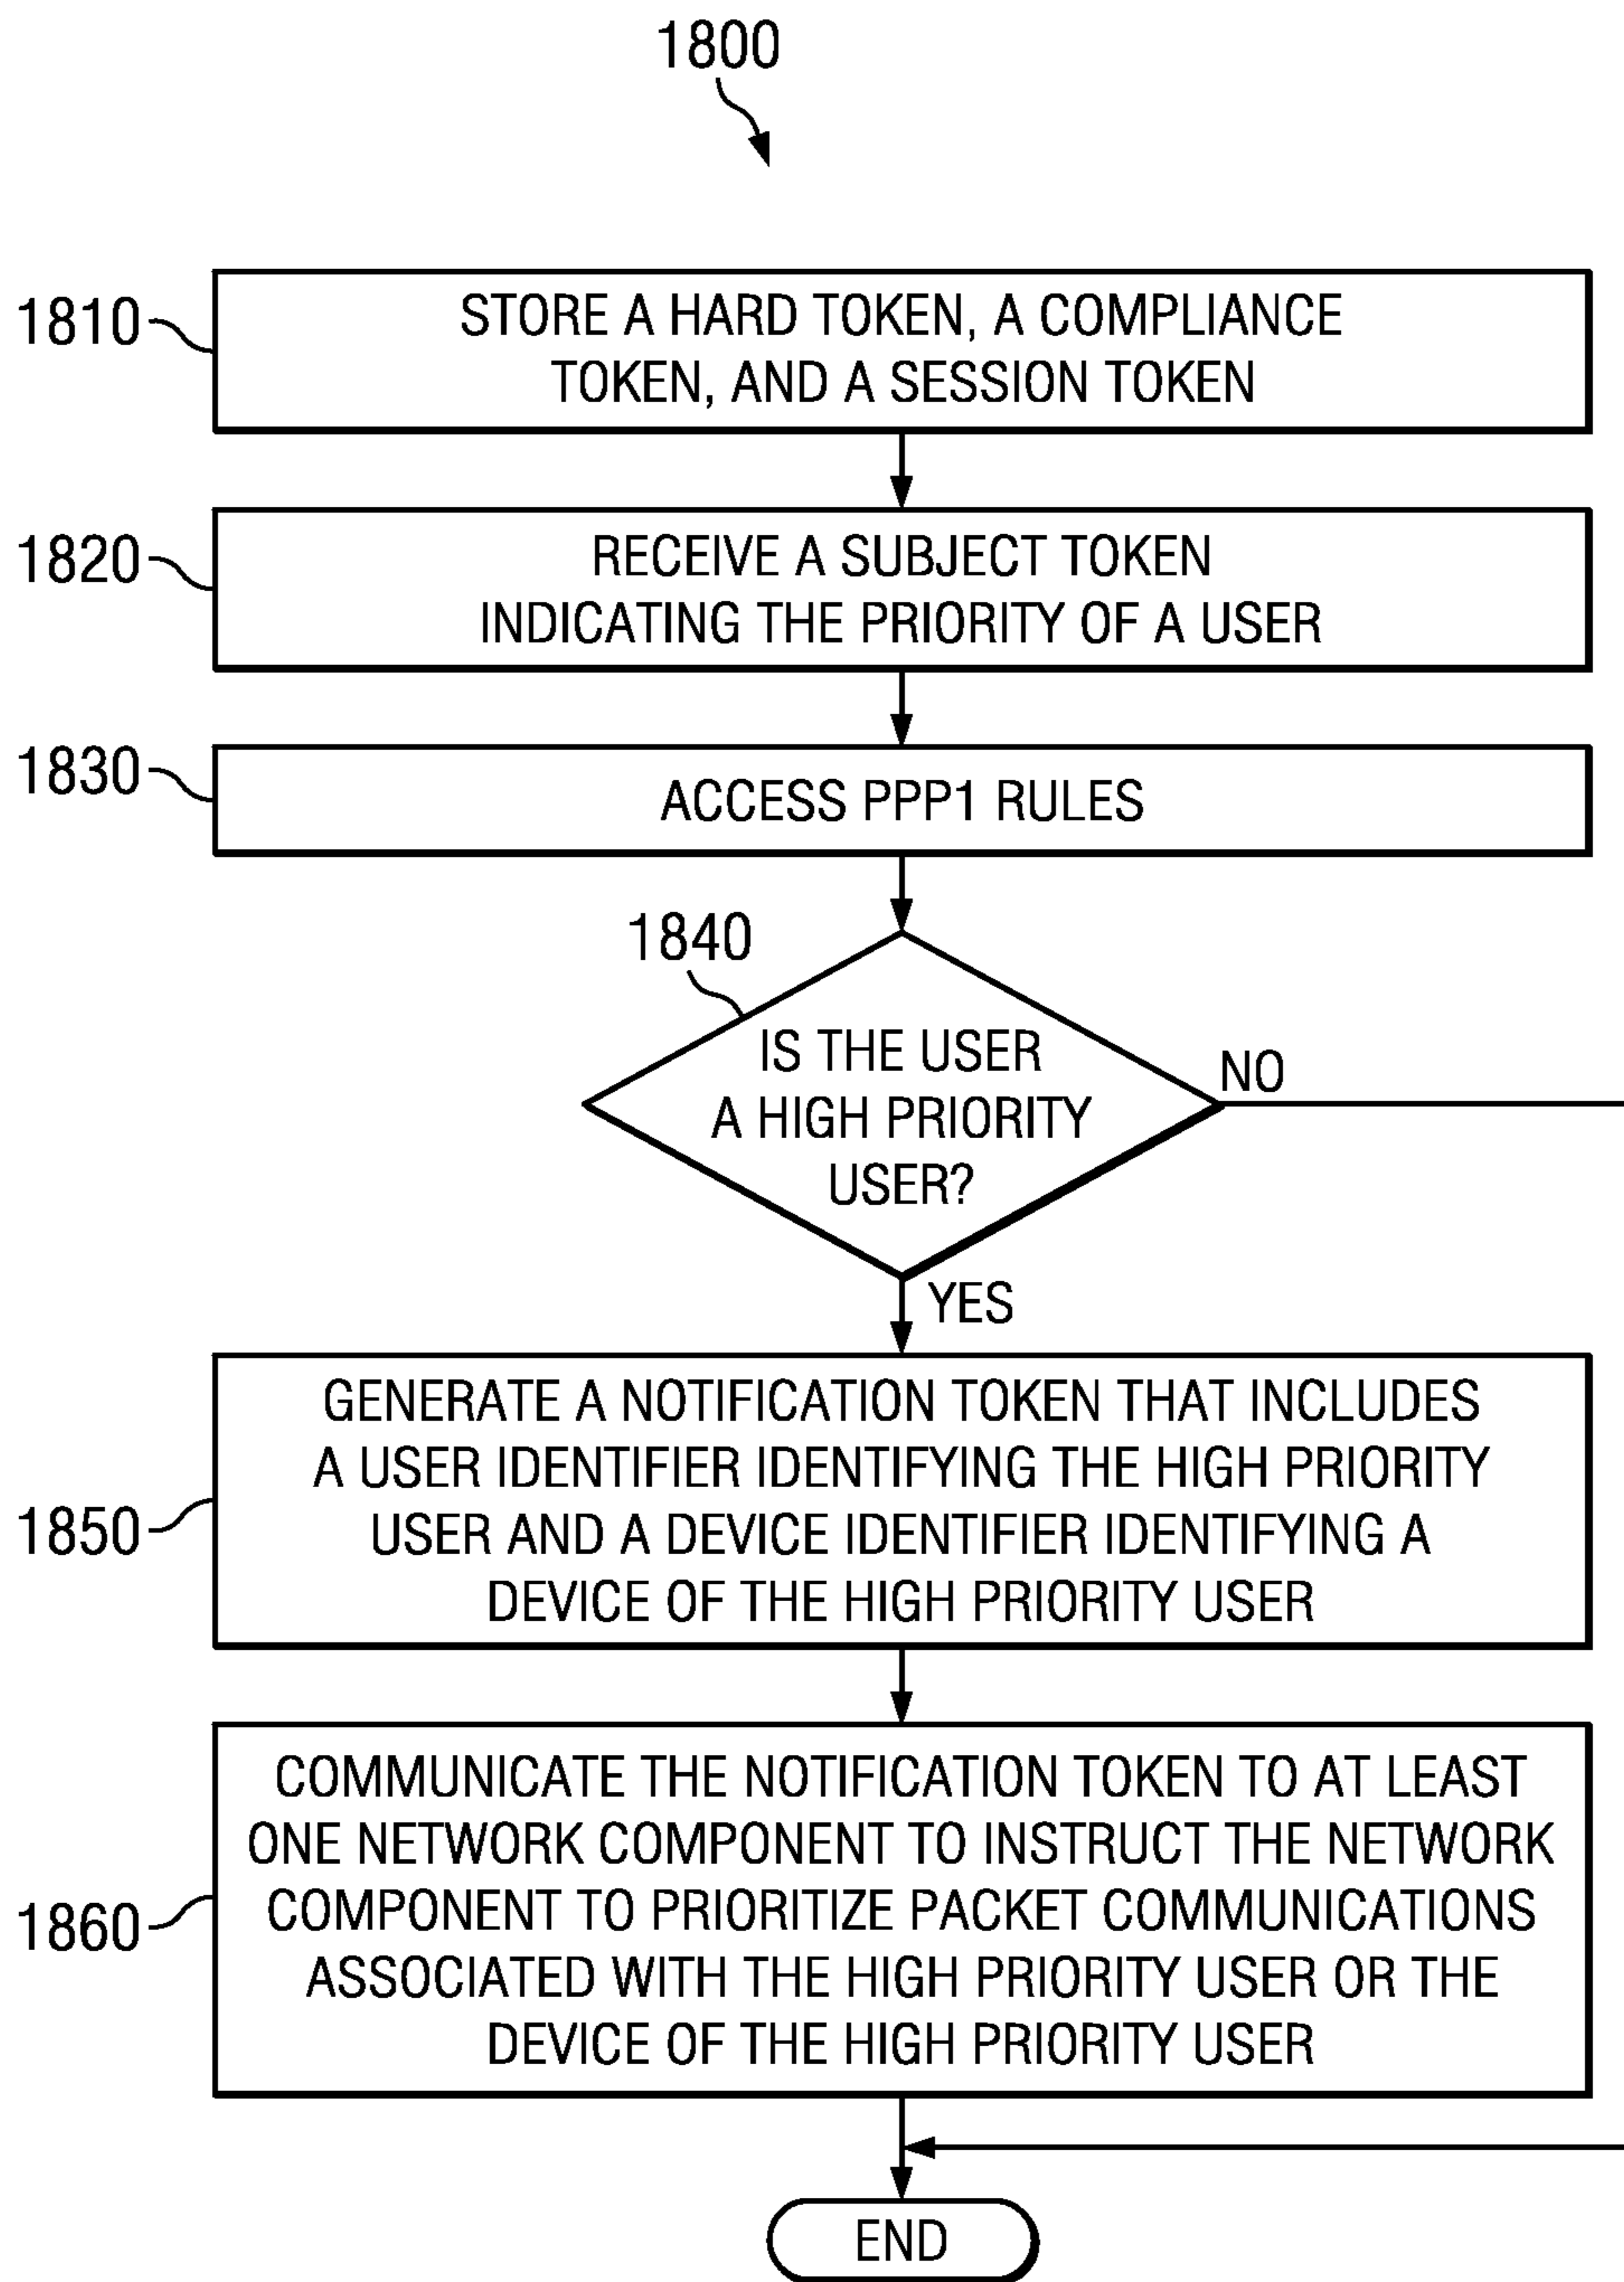 1800
1810
STORE A HARD TOKEN, A COMPLIANCE
TOKEN, AND A SESSION TOKEN
1820
RECEIVE A SUBJECT TOKEN
INDICATING THE PRIORITY OF A USER
1830
ACCESS PPP1 RULES
1840
IS THE USER
A HIGH PRIORITY
USER?
NO
YES
1850
GENERATE A NOTIFICATION TOKEN THAT INCLUDES
A USER IDENTIFIER IDENTIFYING THE HIGH PRIORITY
USER AND A DEVICE IDENTIFIER IDENTIFYING A
DEVICE OF THE HIGH PRIORITY USER
1860
COMMUNICATE THE NOTIFICATION TOKEN TO AT LEAST
ONE NETWORK COMPONENT TO INSTRUCT THE NETWORK
COMPONENT TO PRIORITIZE PACKET COMMUNICATIONS
ASSOCIATED WITH THE HIGH PRIORITY USER OR THE
DEVICE OF THE HIGH PRIORITY USER
END